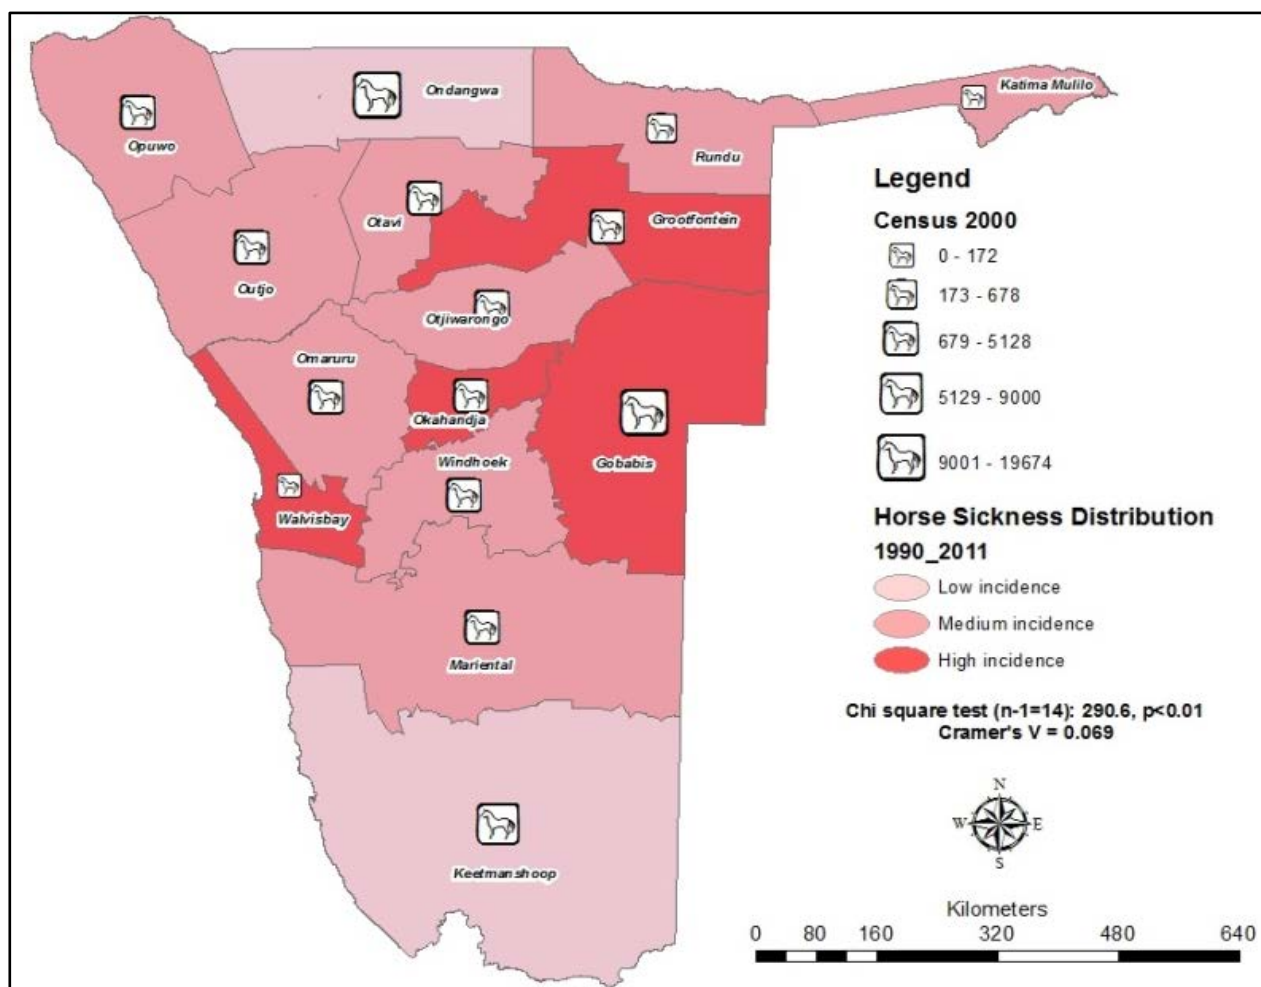 Ondangwa
Katima Mulilo
Opuwo
Rundu
Otavi
Grootfontein
Outjo
Otjiwarongo
Omaruru
Okahandja
Windhoek
Gobabis
Walvisbay
Mariental
Keetmanshoop
Legend
Census 2000
0 - 172
173 - 678
679 - 5128
5129 - 9000
9001 - 19674
Horse Sickness Distribution
1990_2011
Low incidence
Medium incidence
High incidence
Chi square test (n-1=14): 290.6, p<0.01
Cramer's V = 0.069
N
W E
S
Kilometers
0 80 160 320 480 640